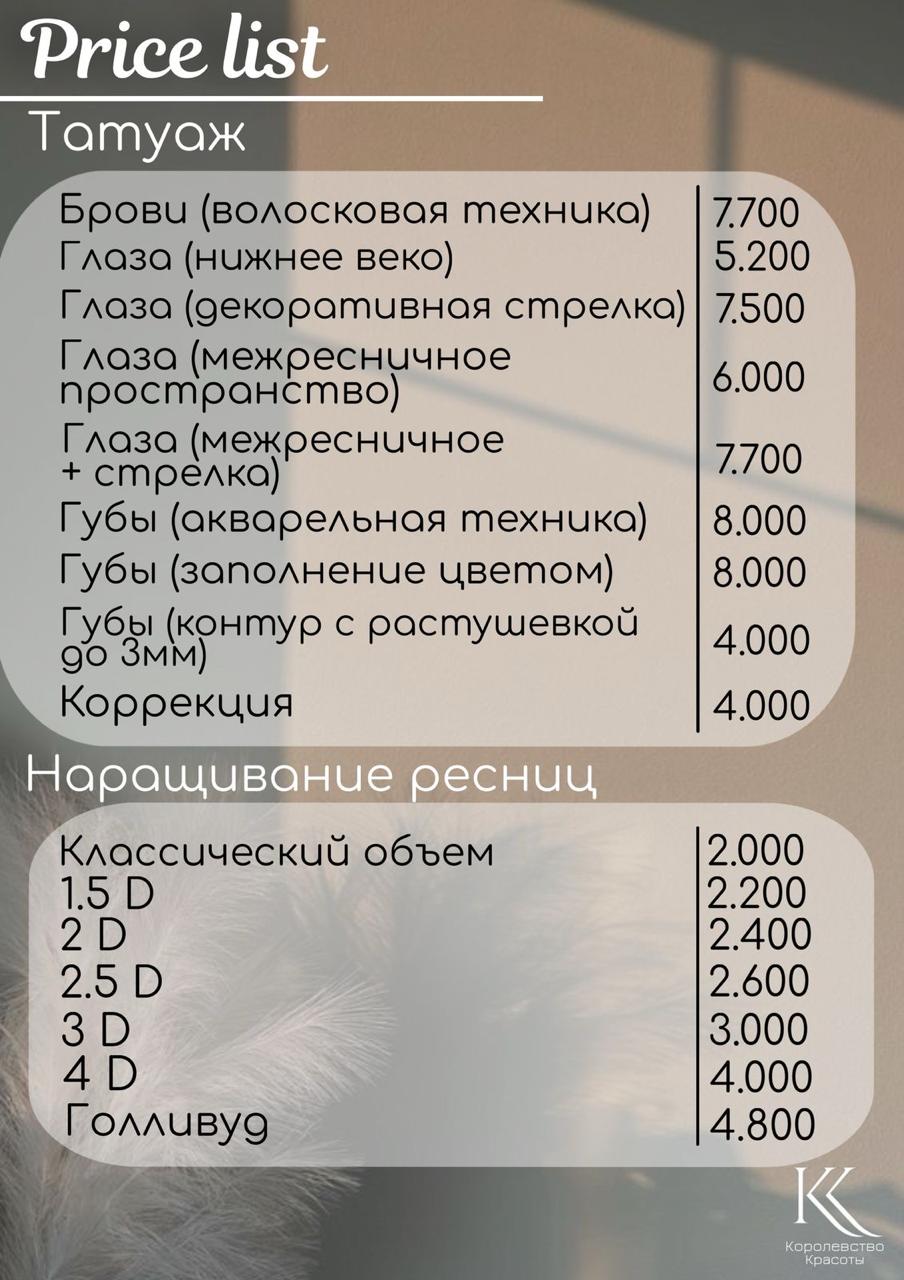 Price list
Татуаж
Брови (волосковая техника) 7.700
Глаза (нижнее веко) 5.200
Глаза (декоративная стрелка) 7.500
Глаза (межресничное
пространство) 6.000
Глаза (межресничное
+ стрелка) 7.700
Губы (акварельная техника) 8.000
Губы (заполнение цветом) 8.000
Губы (контур с растушевкой
до 3мм) 4.000
Коррекция 4.000
Наращивание ресниц
Классический объем 2.000
1.5 D 2.200
2 D 2.400
2.5 D 2.600
3 D 3.000
4 D 4.000
Голливуд 4.800
КК
Королевство
Красоты